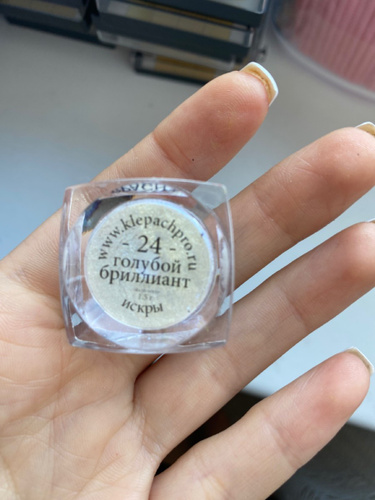 www.klepachpro.ru
- 24 -
голубой
бриллиант
искры